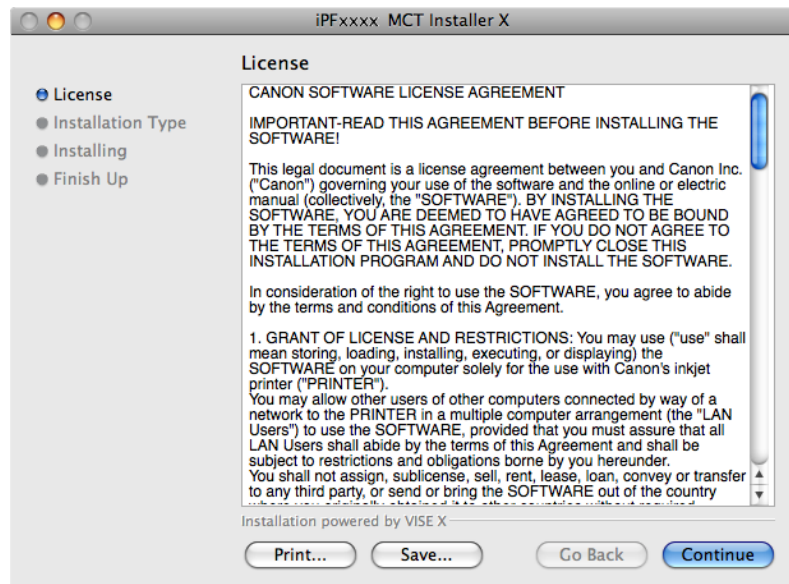 iPFxxxx MCT Installer X
License
Installation Type
Installing
Finish Up
License
CANON SOFTWARE LICENSE AGREEMENT
IMPORTANT-READ THIS AGREEMENT BEFORE INSTALLING THE
SOFTWARE!
This legal document is a license agreement between you and Canon Inc.
("Canon") governing your use of the software and the online or electric
manual (collectively, the "SOFTWARE"). BY INSTALLING THE
SOFTWARE, YOU ARE DEEMED TO HAVE AGREED TO BE BOUND
BY THE TERMS OF THIS AGREEMENT. IF YOU DO NOT AGREE TO
THE TERMS OF THIS AGREEMENT, PROMPTLY CLOSE THIS
INSTALLATION PROGRAM AND DO NOT INSTALL THE SOFTWARE.
In consideration of the right to use the SOFTWARE, you agree to abide
by the terms and conditions of this Agreement.
1. GRANT OF LICENSE AND RESTRICTIONS: You may use ("use" shall
mean storing, loading, installing, executing, or displaying) the
SOFTWARE on your computer solely for the use with Canon's inkjet
printer ("PRINTER").
You may allow other users of other computers connected by way of a
network to the PRINTER in a multiple computer arrangement (the "LAN
Users") to use the SOFTWARE, provided that you must assure that all
LAN Users shall abide by the terms of this Agreement and shall be
subject to restrictions and obligations borne by you hereunder.
You shall not assign, sublicense, sell, rent, lease, loan, convey or transfer
to any third party, or send or bring the SOFTWARE out of the country
where you originally obtained it to other countries without required
Installation powered by VISE X
Print...
Save...
Go Back
Continue